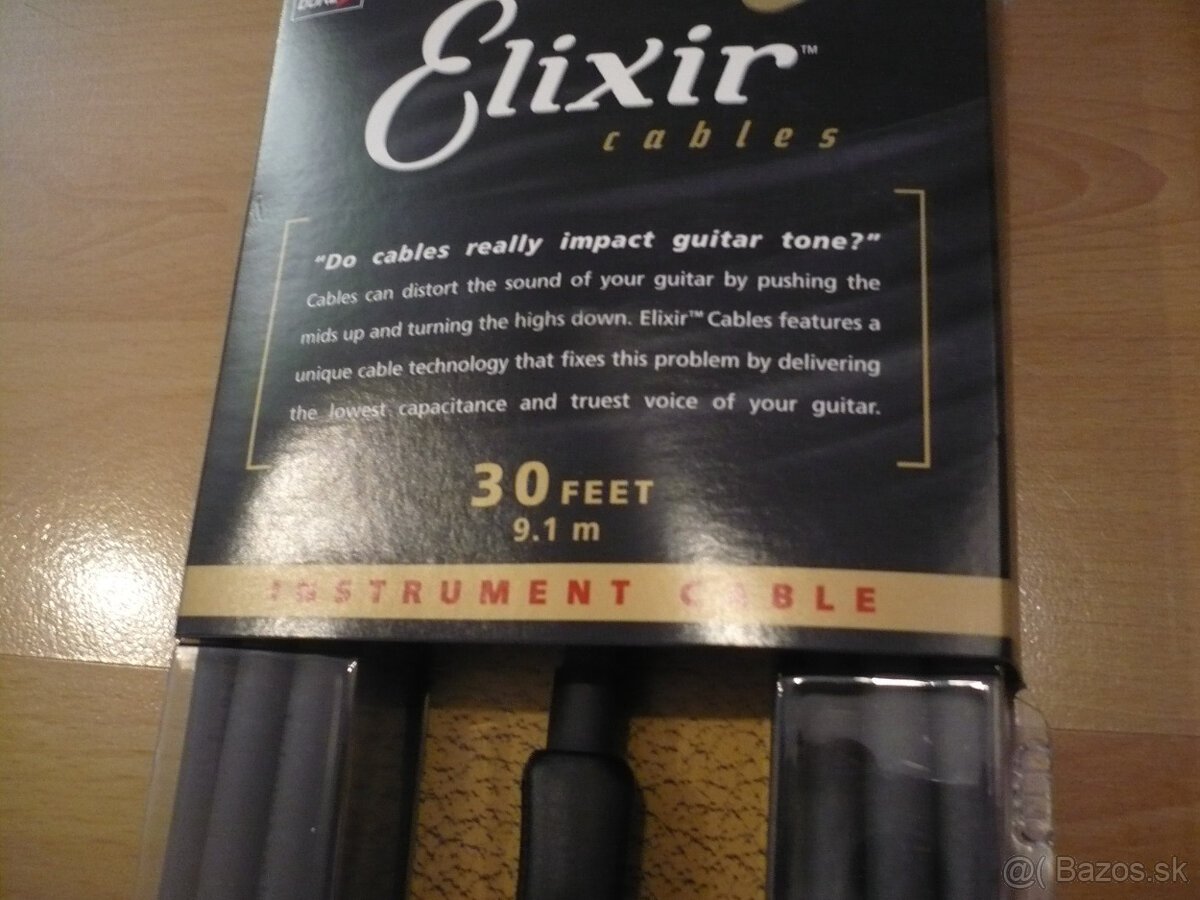 Elixir™
cables
"Do cables really impact guitar tone?"
Cables can distort the sound of your guitar by pushing the
mids up and turning the highs down. Elixir™ Cables features a
unique cable technology that fixes this problem by delivering
the lowest capacitance and truest voice of your guitar.
30 FEET
9.1 m
INSTRUMENT CABLE
@( Bazos.sk